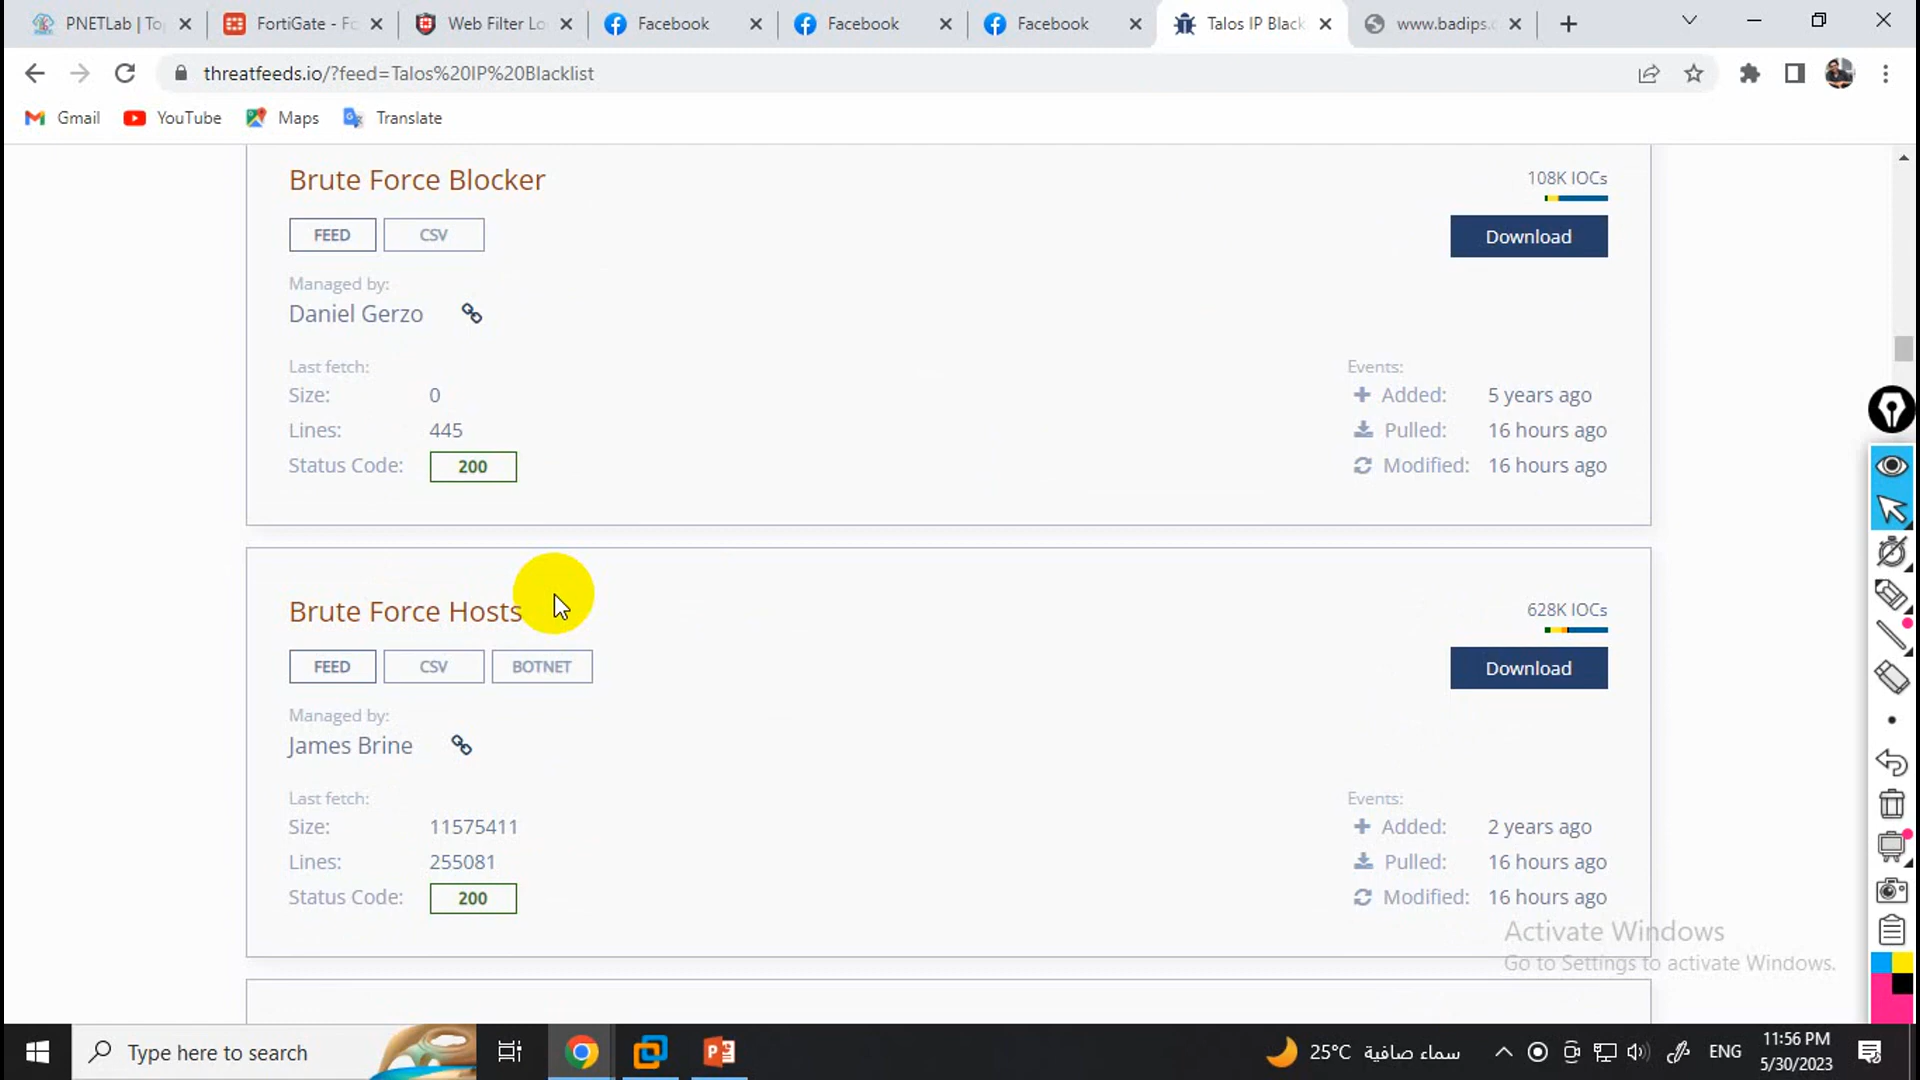 PNETLab | To
FortiGate - Fo
Web Filter Lo
Facebook
Facebook
Facebook
Talos IP Black
www.badips.c
threatfeeds.io/?feed=Talos%20IP%20Blacklist
Gmail
YouTube
Maps
Translate
Brute Force Blocker
108K IOCs
FEED
CSV
Download
Managed by:
Daniel Gerzo
Last fetch:
Events:
Size: 0
Added: 5 years ago
Lines: 445
Pulled: 16 hours ago
Status Code: 200
Modified: 16 hours ago
Brute Force Hosts
628K IOCs
FEED
CSV
BOTNET
Download
Managed by:
James Brine
Last fetch:
Events:
Size: 11575411
Added: 2 years ago
Lines: 255081
Pulled: 16 hours ago
Status Code: 200
Modified: 16 hours ago
Activate Windows
Go to Settings to activate Windows.
Type here to search
25°C سماء صافية
ENG
11:56 PM
5/30/2023